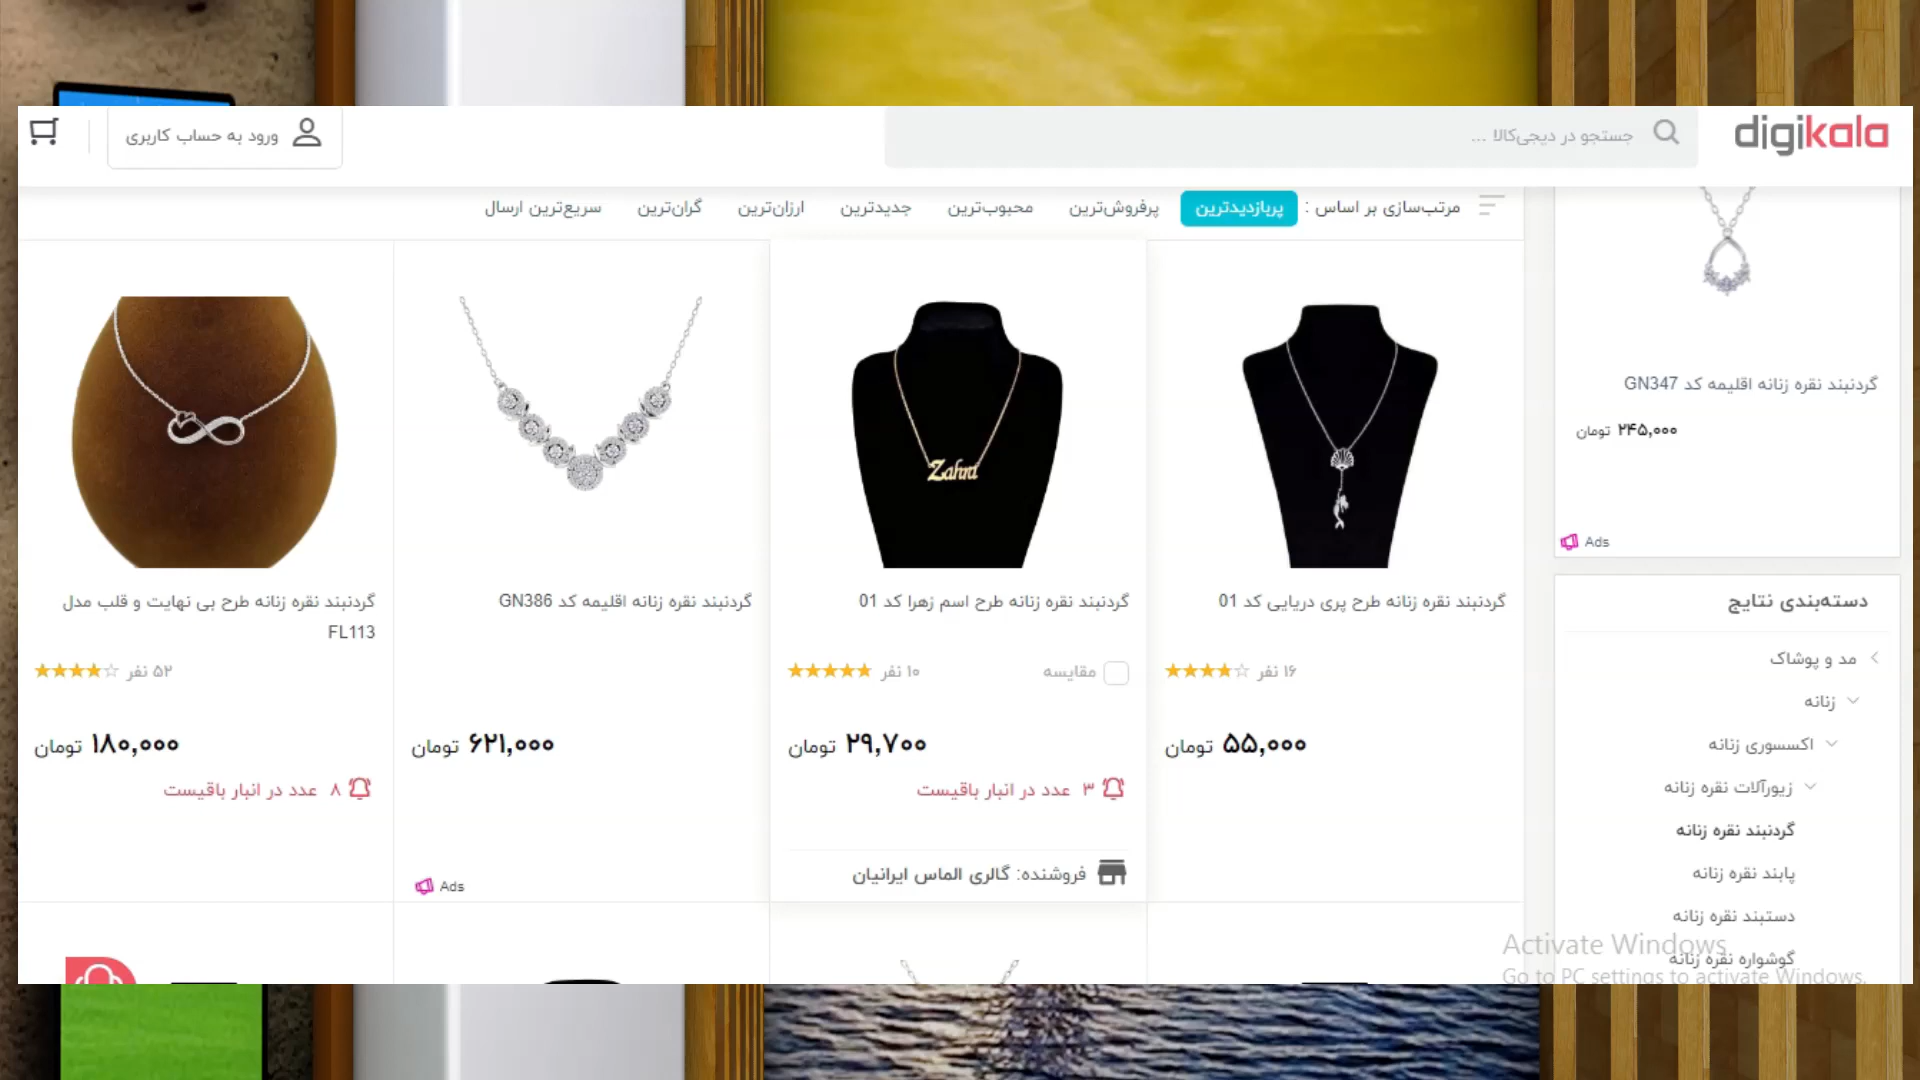 digikala
جستجو در دیجی‌کالا ...
ورود به حساب کاربری
مرتب‌سازی بر اساس :
پربازدیدترین
پرفروش‌ترین
محبوب‌ترین
جدیدترین
ارزان‌ترین
گران‌ترین
سریع‌ترین ارسال
گردنبند نقره زنانه اقلیمه کد GN347
۲۴۵,۰۰۰ تومان
Ads
دسته‌بندی نتایج
مد و پوشاک
زنانه
اکسسوری زنانه
زیورآلات نقره زنانه
گردنبند نقره زنانه
پابند نقره زنانه
دستبند نقره زنانه
گوشواره نقره زنانه
Zahra
گردنبند نقره زنانه طرح پری دریایی کد 01
۱۶ نفر
۵۵,۰۰۰ تومان
گردنبند نقره زنانه طرح اسم زهرا کد 01
مقایسه
۱۰ نفر
۲۹,۷۰۰ تومان
۳ عدد در انبار باقیست
فروشنده: گالری الماس ایرانیان
گردنبند نقره زنانه اقلیمه کد GN386
۶۲۱,۰۰۰ تومان
Ads
گردنبند نقره زنانه طرح بی نهایت و قلب مدل
FL113
۵۲ نفر
۱۸۰,۰۰۰ تومان
۸ عدد در انبار باقیست
Activate Windows
Go to PC settings to activate Windows.